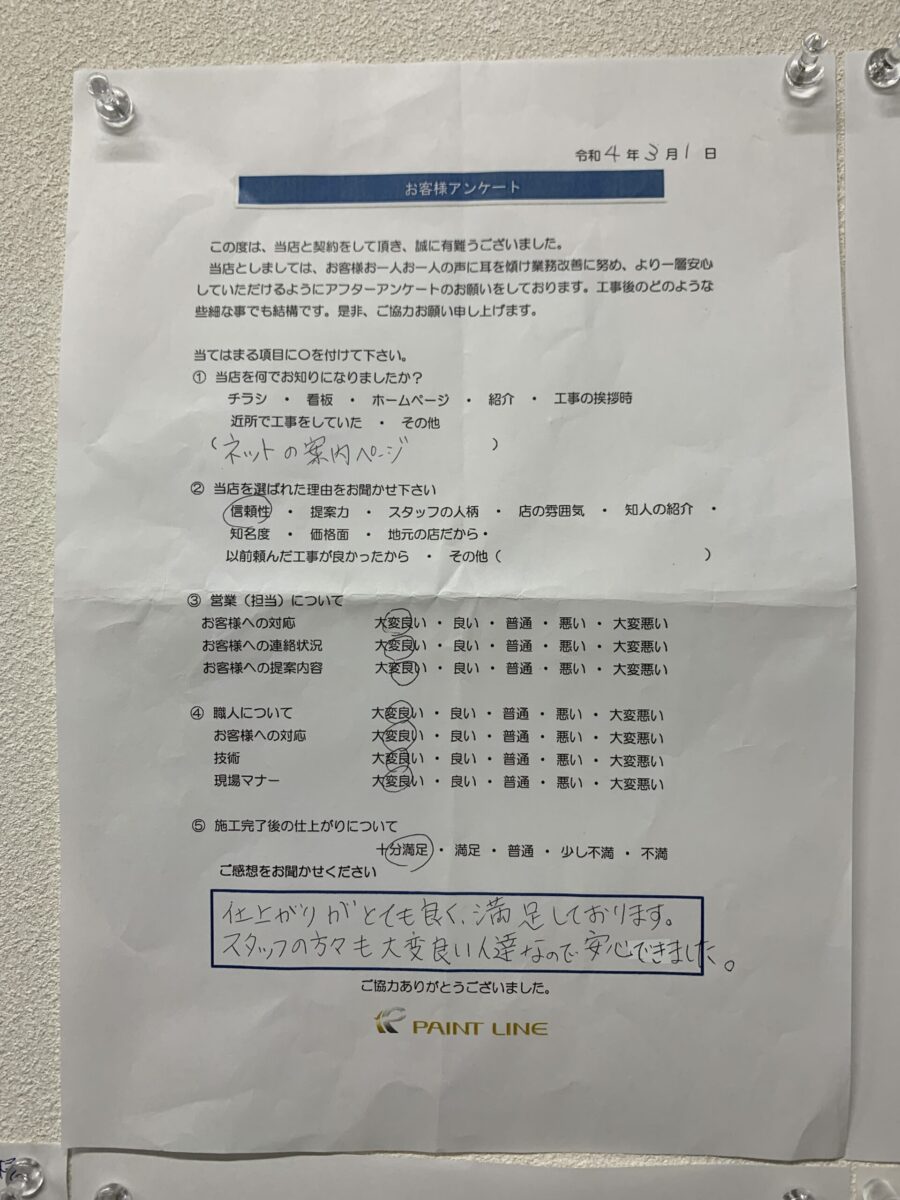 令和4年3月1日
お客様アンケート
この度は、当店と契約をして頂き、誠に有難うございました。
当店としましては、お客様お一人お一人の声に耳を傾け業務改善に努め、より一層安心
していただけるようにアフターアンケートのお願いをしております。工事後のどのような
些細な事でも結構です。是非、ご協力お願い申し上げます。
当てはまる項目に〇を付けて下さい。
① 当店を何でお知りになりましたか？
チラシ ・ 看板 ・ ホームページ ・ 紹介 ・ 工事の挨拶時
近所で工事をしていた ・ その他
（ネットの案内ページ ）
② 当店を選ばれた理由をお聞かせ下さい
信頼性 ・ 提案力 ・ スタッフの人柄 ・ 店の雰囲気 ・ 知人の紹介 ・
知名度 ・ 価格面 ・ 地元の店だから・
以前頼んだ工事が良かったから ・ その他（ ）
③ 営業（担当）について
お客様への対応 大変良い ・ 良い ・ 普通 ・ 悪い ・ 大変悪い
お客様への連絡状況 大変良い ・ 良い ・ 普通 ・ 悪い ・ 大変悪い
お客様への提案内容 大変良い ・ 良い ・ 普通 ・ 悪い ・ 大変悪い
④ 職人について 大変良い ・ 良い ・ 普通 ・ 悪い ・ 大変悪い
お客様への対応 大変良い ・ 良い ・ 普通 ・ 悪い ・ 大変悪い
技術 大変良い ・ 良い ・ 普通 ・ 悪い ・ 大変悪い
現場マナー 大変良い ・ 良い ・ 普通 ・ 悪い ・ 大変悪い
⑤ 施工完了後の仕上がりについて
十分満足 ・ 満足 ・ 普通 ・ 少し不満 ・ 不満
ご感想をお聞かせください
仕上がりがとても良く、満足しております。
スタッフの方々も大変良い人達なので安心できました。
ご協力ありがとうございました。
PAINT LINE